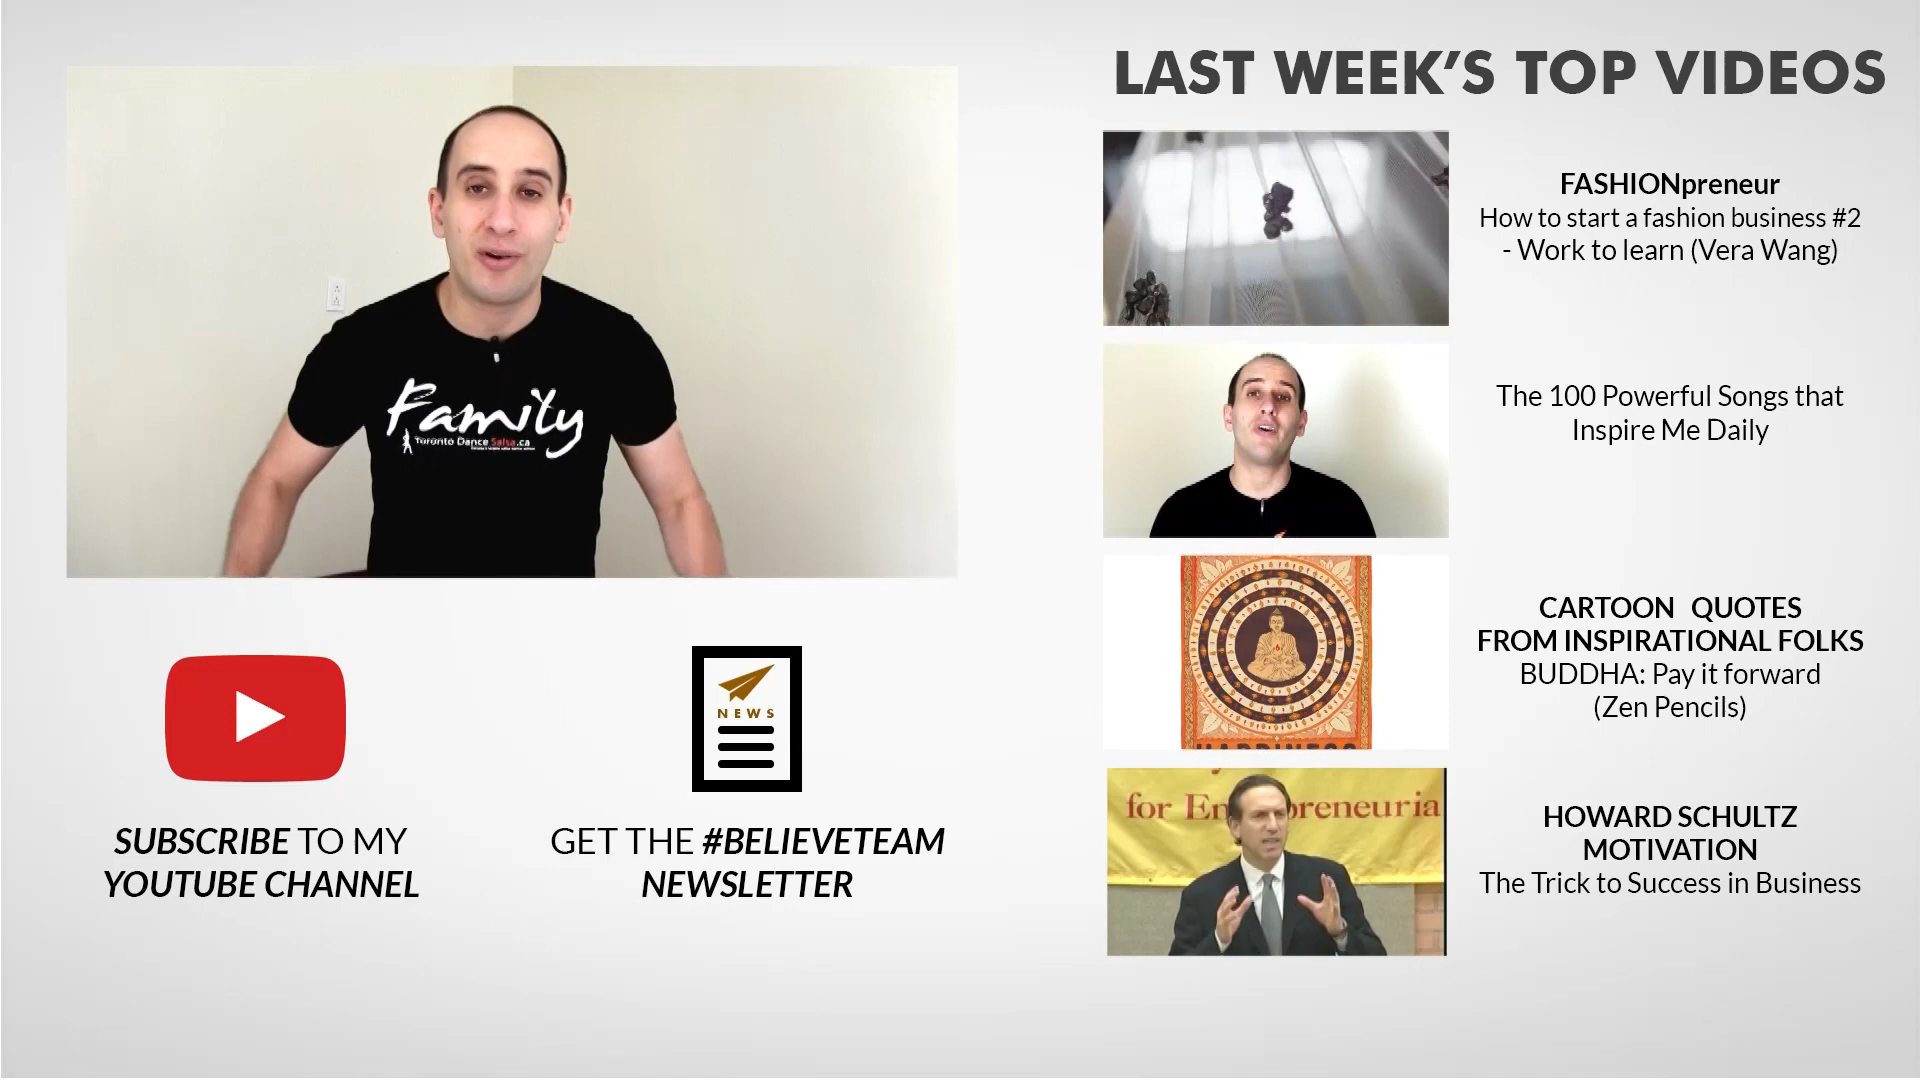 LAST WEEK'S TOP VIDEOS
FASHIONpreneur
How to start a fashion business #2
- Work to learn (Vera Wang)
The 100 Powerful Songs that
Inspire Me Daily
CARTOON QUOTES
FROM INSPIRATIONAL FOLKS
BUDDHA: Pay it forward
(Zen Pencils)
HAPPINESS
for En preneuria
HOWARD SCHULTZ
MOTIVATION
The Trick to Success in Business
Family
Toronto Dance Salsa.ca
NEWS
SUBSCRIBE TO MY
YOUTUBE CHANNEL
GET THE #BELIEVETEAM
NEWSLETTER